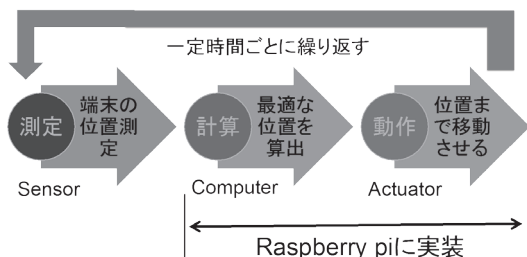 一定時間ごとに繰り返す
測定
端末の
位置測
定
計算
最適な
位置を
算出
動作
位置ま
で移動
させる
Sensor
Computer
Actuator
Raspberry piに実装